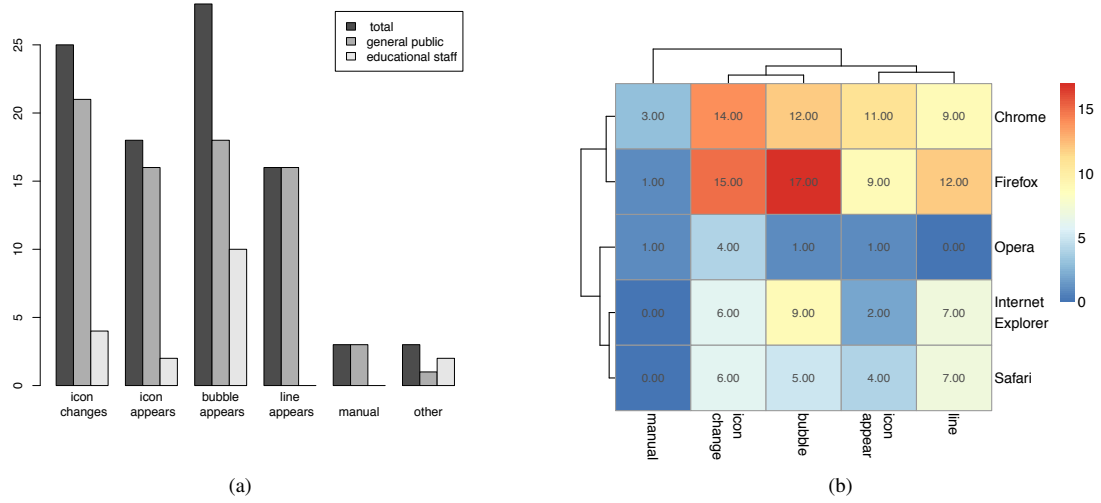 total
general public
educational staff
25
20
15
10
5
0
icon
changes
icon
appears
bubble
appears
line
appears
manual
other
(a)
3.00 14.00 12.00 11.00 9.00 Chrome
1.00 15.00 17.00 9.00 12.00 Firefox
1.00 4.00 1.00 1.00 0.00 Opera
0.00 6.00 9.00 2.00 7.00 Internet
Explorer
0.00 6.00 5.00 4.00 7.00 Safari
15
10
5
0
manual
icon
change
bubble
icon
appear
line
(b)